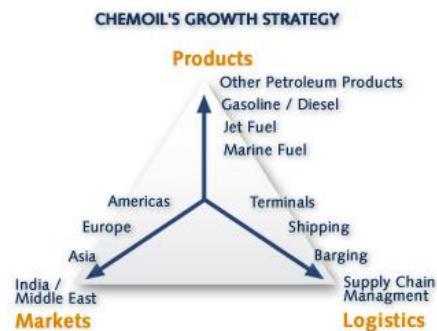 CHEMOIL'S GROWTH STRATEGY
Products
Other Petroleum Products
Gasoline / Diesel
Jet Fuel
Marine Fuel
Americas
Europe
Asia
India /
Middle East
Markets
Terminals
Shipping
Barging
Supply Chain
Managment
Logistics